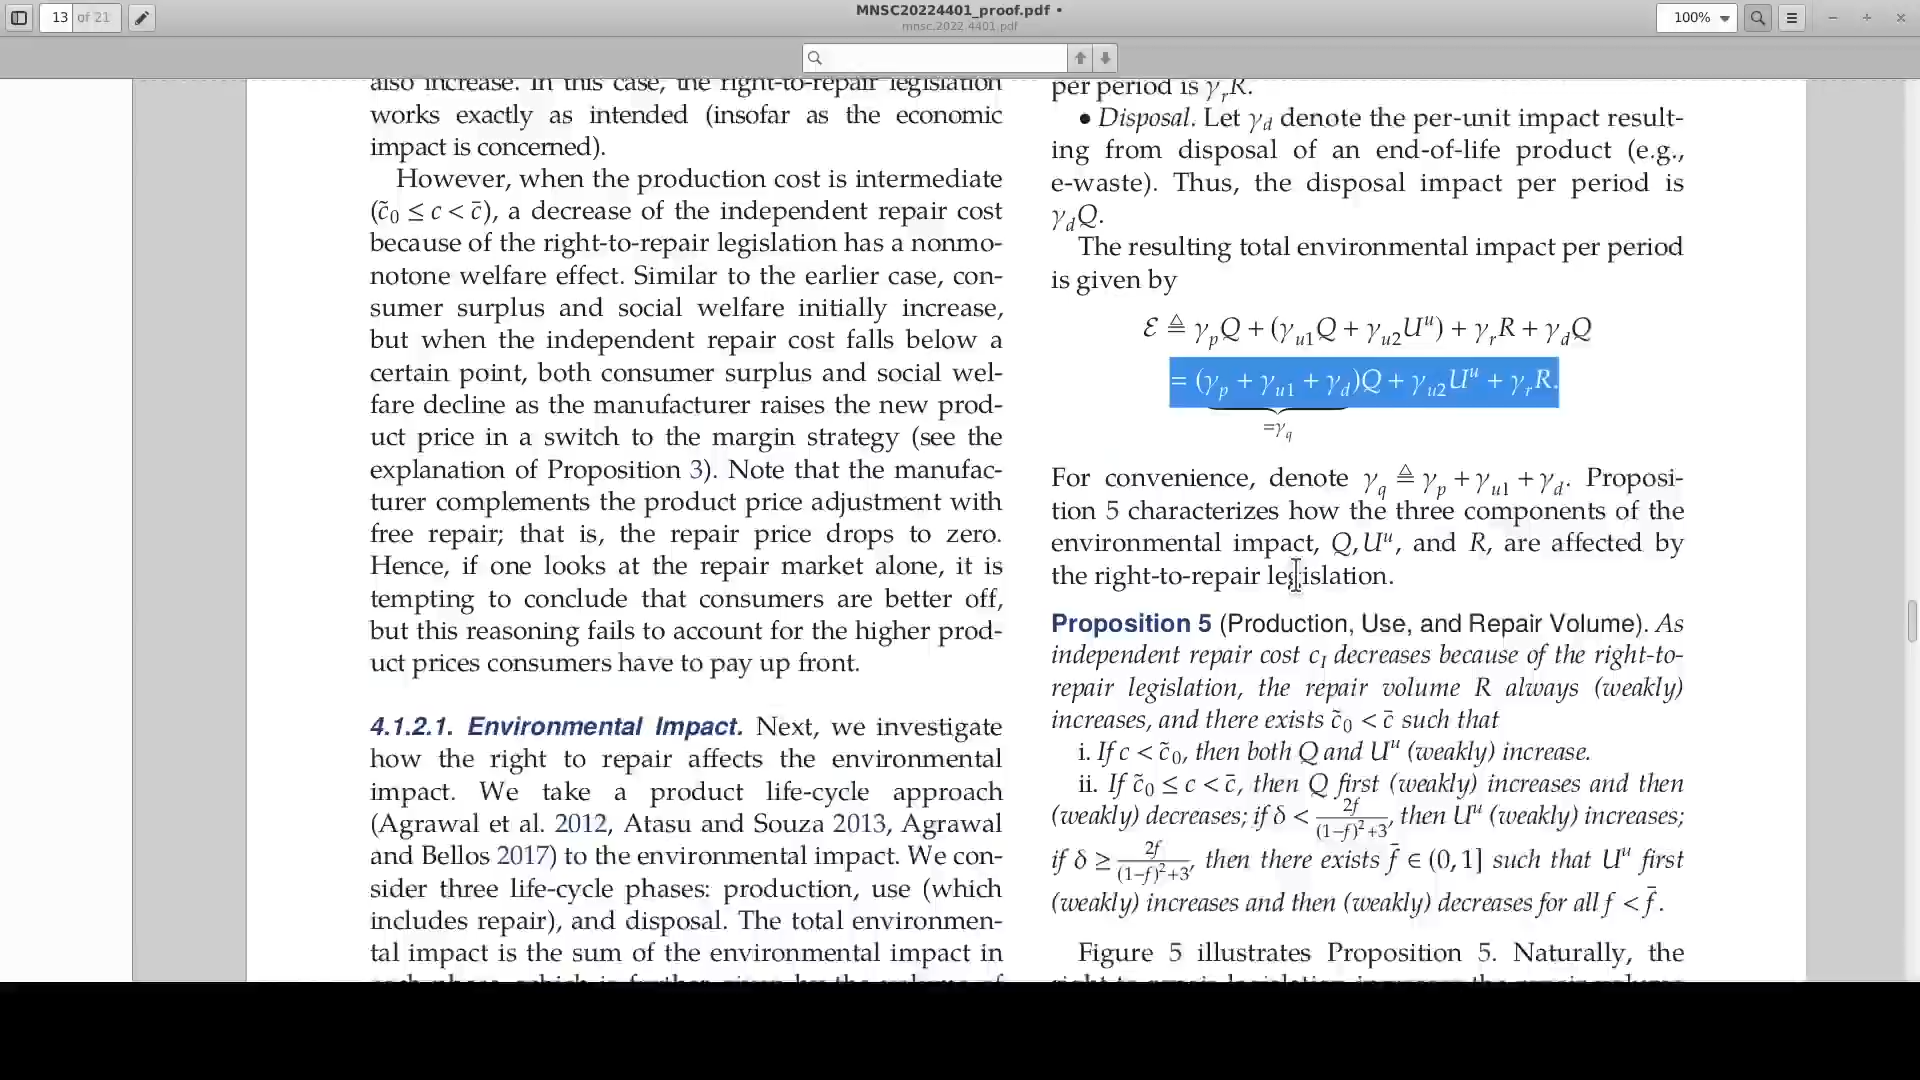 13 of 21
MNSC20224401_proof.pdf •
mnsc.2022.4401.pdf
100%
also increase. In this case, the right-to-repair legislation
works exactly as intended (insofar as the economic
impact is concerned).
However, when the production cost is intermediate
(c̃₀ ≤ c < c̄), a decrease of the independent repair cost
because of the right-to-repair legislation has a nonmo-
notone welfare effect. Similar to the earlier case, con-
sumer surplus and social welfare initially increase,
but when the independent repair cost falls below a
certain point, both consumer surplus and social wel-
fare decline as the manufacturer raises the new prod-
uct price in a switch to the margin strategy (see the
explanation of Proposition 3). Note that the manufac-
turer complements the product price adjustment with
free repair; that is, the repair price drops to zero.
Hence, if one looks at the repair market alone, it is
tempting to conclude that consumers are better off,
but this reasoning fails to account for the higher prod-
uct prices consumers have to pay up front.
4.1.2.1. Environmental Impact. Next, we investigate
how the right to repair affects the environmental
impact. We take a product life-cycle approach
(Agrawal et al. 2012, Atasu and Souza 2013, Agrawal
and Bellos 2017) to the environmental impact. We con-
sider three life-cycle phases: production, use (which
includes repair), and disposal. The total environmen-
tal impact is the sum of the environmental impact in
per period is γ_r R.
• Disposal. Let γ_d denote the per-unit impact result-
ing from disposal of an end-of-life product (e.g.,
e-waste). Thus, the disposal impact per period is
γ_d Q.
The resulting total environmental impact per period
is given by
ℰ ≜ γ_p Q + (γ_u1 Q + γ_u2 U^u) + γ_r R + γ_d Q
= (γ_p + γ_u1 + γ_d)Q + γ_u2 U^u + γ_r R.
=γ_q
For convenience, denote γ_q ≜ γ_p + γ_u1 + γ_d. Proposi-
tion 5 characterizes how the three components of the
environmental impact, Q, U^u, and R, are affected by
the right-to-repair legislation.
Proposition 5 (Production, Use, and Repair Volume). As
independent repair cost c_I decreases because of the right-to-
repair legislation, the repair volume R always (weakly)
increases, and there exists c̃₀ < c̄ such that
i. If c < c̃₀, then both Q and U^u (weakly) increase.
ii. If c̃₀ ≤ c < c̄, then Q first (weakly) increases and then
(weakly) decreases; if δ < 2f/((1−f)²+3), then U^u (weakly) increases;
if δ ≥ 2f/((1−f)²+3), then there exists f̄ ∈ (0, 1] such that U^u first
(weakly) increases and then (weakly) decreases for all f < f̄.
Figure 5 illustrates Proposition 5. Naturally, the